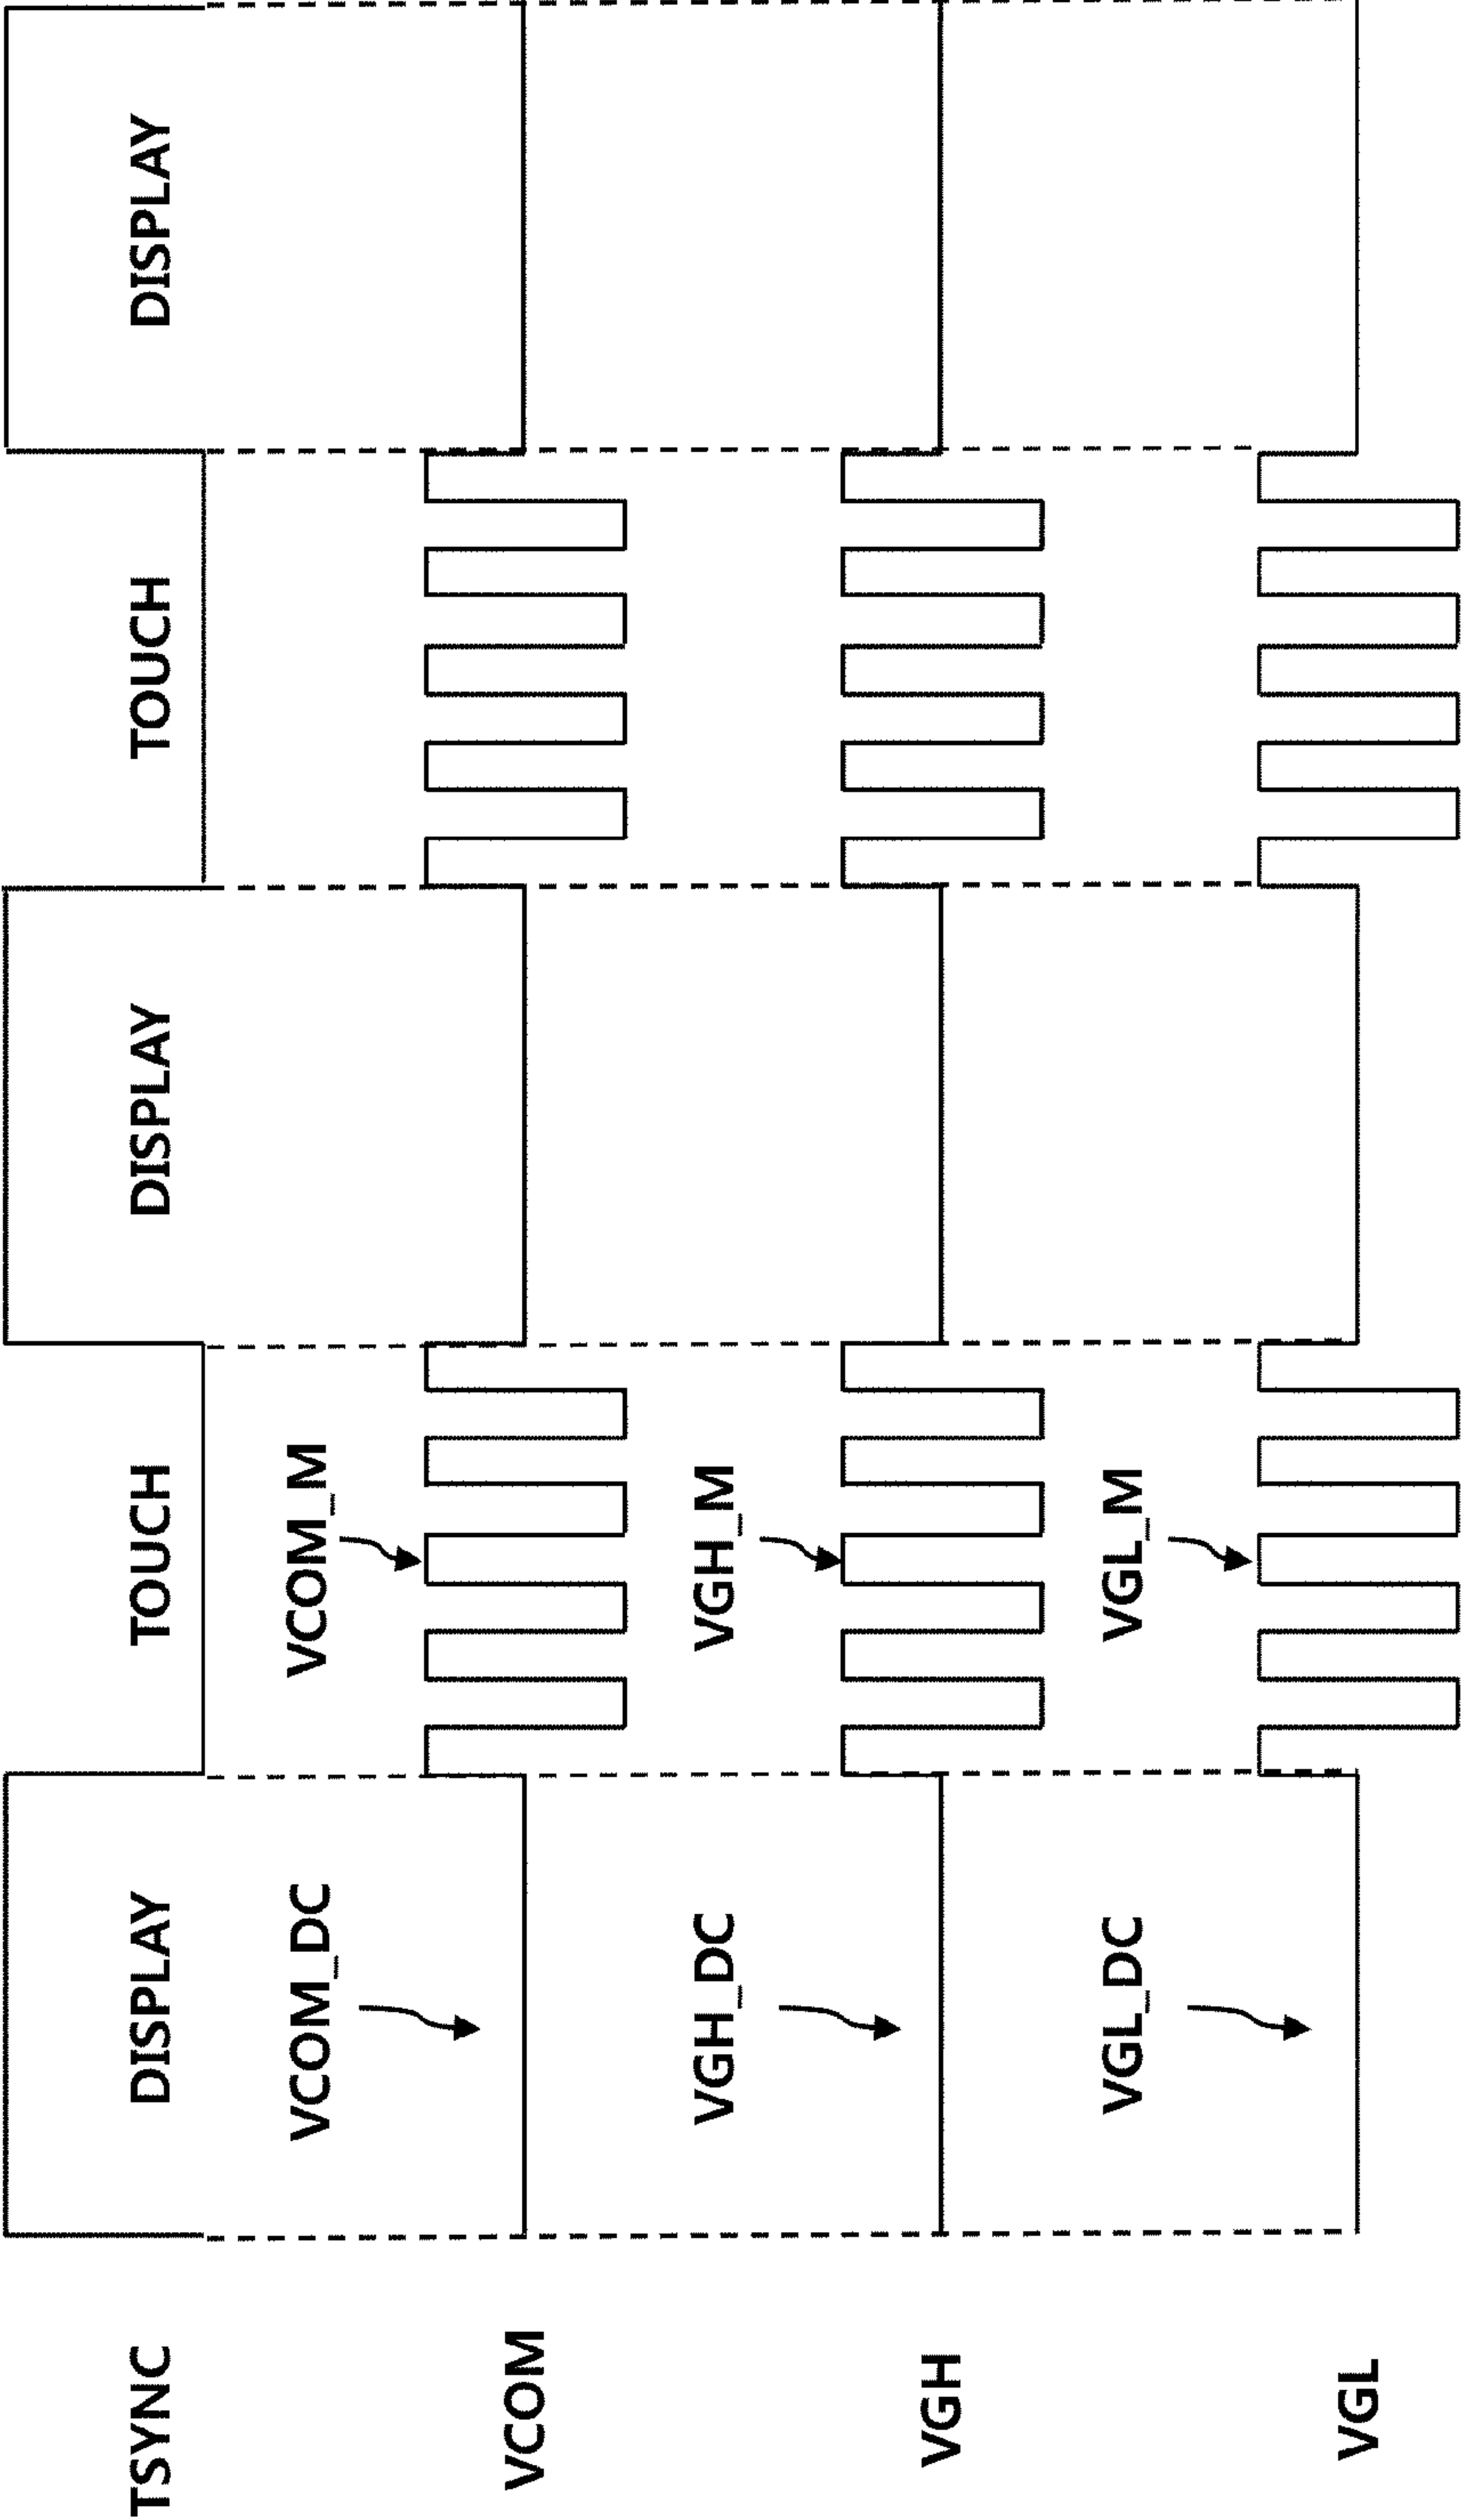 TSYNC
DISPLAY
TOUCH
DISPLAY
TOUCH
DISPLAY
VCOM_DC
VCOM_M
VCOM
VGH_DC
VGH_M
VGH
VGL_DC
VGL_M
VGL